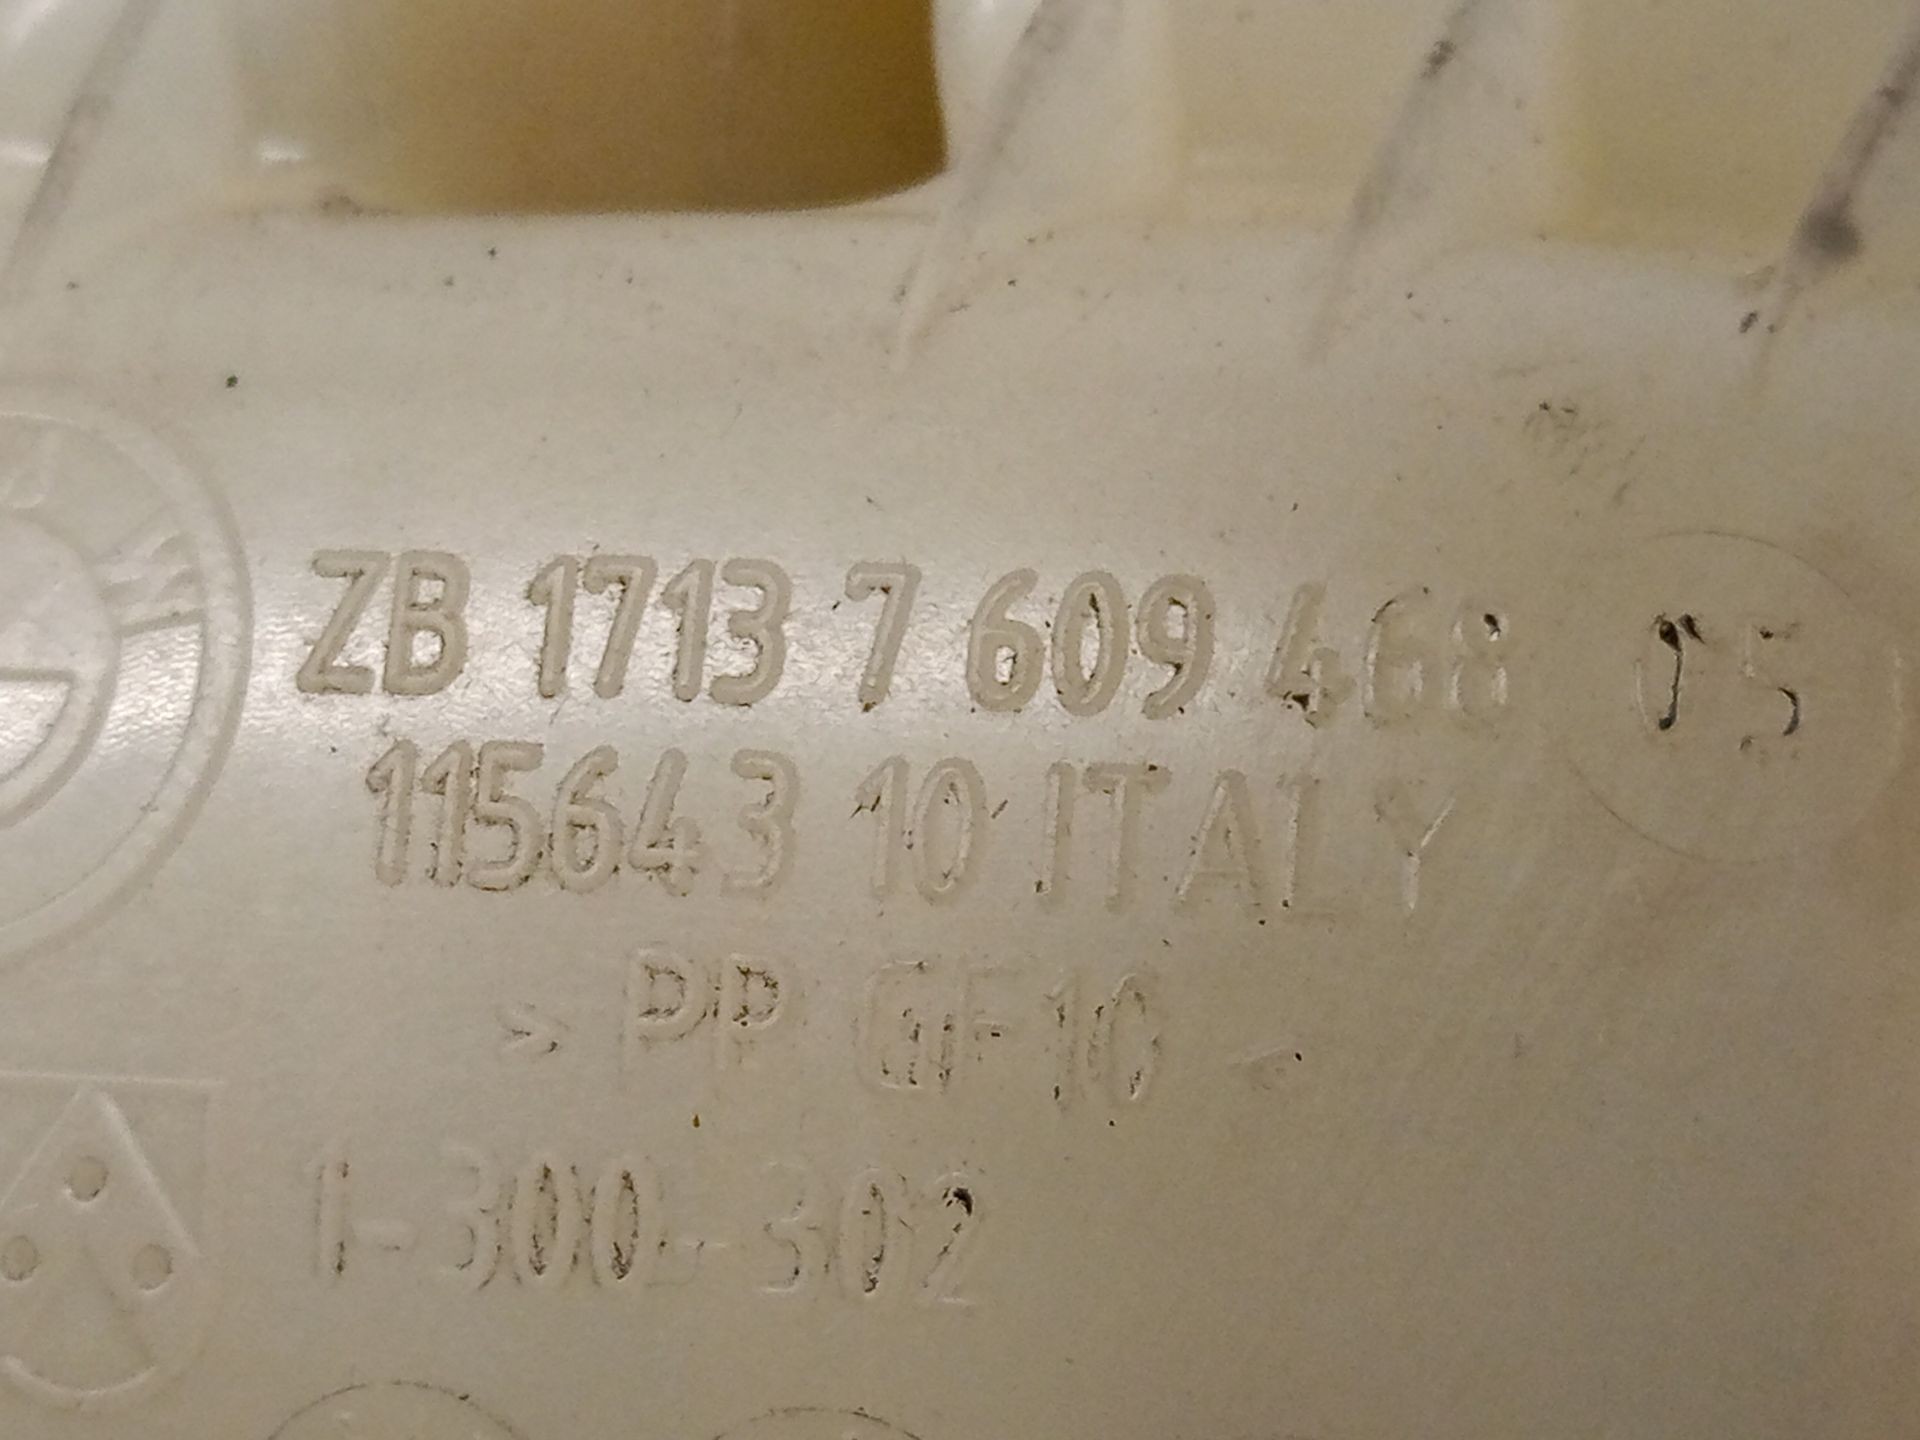 ZB 1713 7 609 468 05
115643 10 ITALY
> PP GF10 <
1-300-302